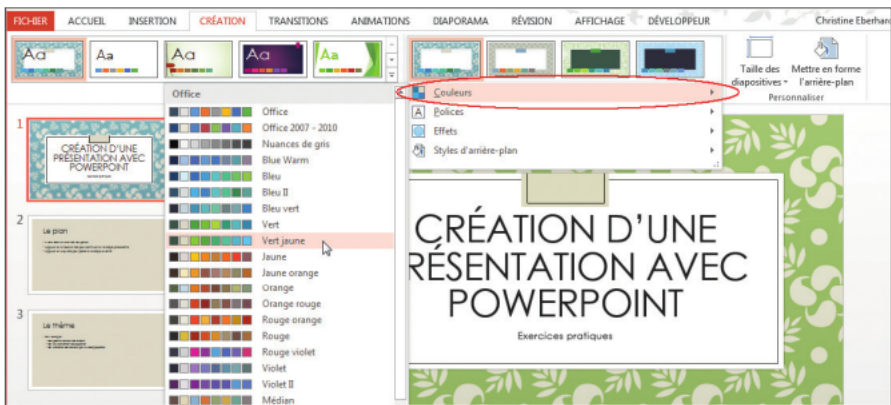 FICHIER ACCUEIL INSERTION CRÉATION TRANSITIONS ANIMATIONS DIAPORAMA RÉVISION AFFICHAGE DÉVELOPPEUR Christine Eberhar
Aa Aa Aa Aa Aa
Taille des diapositives
Mettre en forme l'arrière-plan
Personnaliser
Couleurs
Polices
Effets
Styles d'arrière-plan
Office
Office
Office 2007 - 2010
Nuances de gris
Blue Warm
Bleu
Bleu II
Bleu vert
Vert
Vert jaune
Jaune
Jaune orange
Orange
Orange rouge
Rouge orange
Rouge
Rouge violet
Violet
Violet II
Médian
1
CRÉATION D'UNE
PRÉSENTATION AVEC
POWERPOINT
2
Le plan
3
Le thème
CRÉATION D'UNE
RÉSENTATION AVEC
POWERPOINT
Exercices pratiques